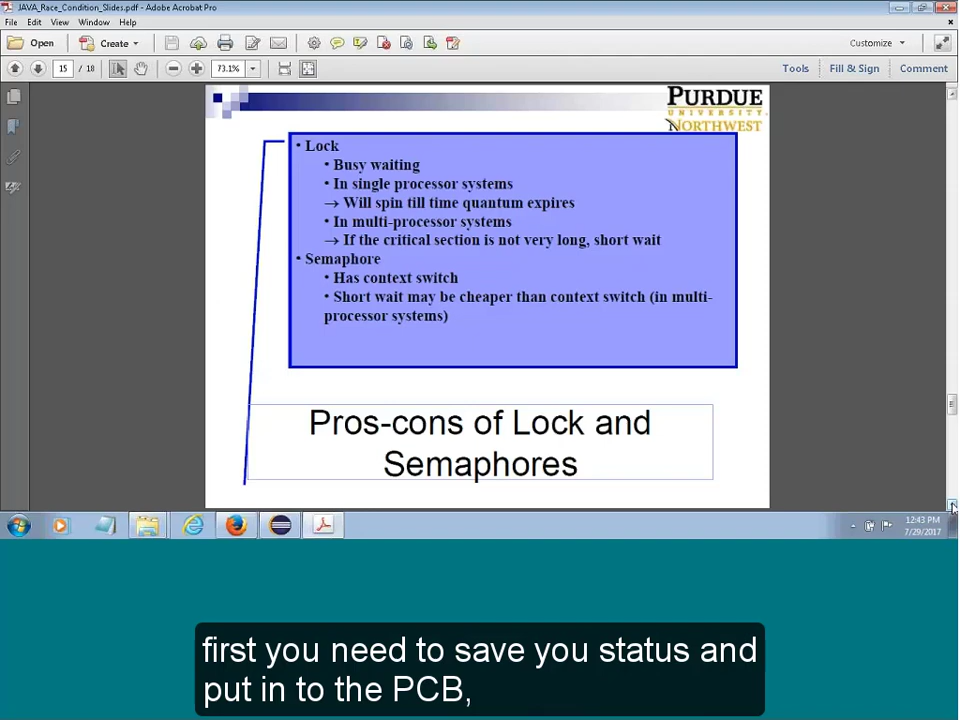 JAVA_Race_Condition_Slides.pdf - Adobe Acrobat Pro
File Edit View Window Help
Open Create Customize
15 / 18 73.1% Tools Fill & Sign Comment
PURDUE
UNIVERSITY
NORTHWEST
• Lock
• Busy waiting
• In single processor systems
→ Will spin till time quantum expires
• In multi-processor systems
→ If the critical section is not very long, short wait
• Semaphore
• Has context switch
• Short wait may be cheaper than context switch (in multi-
processor systems)
Pros-cons of Lock and
Semaphores
12:43 PM
7/29/2017
first you need to save you status and
put in to the PCB,